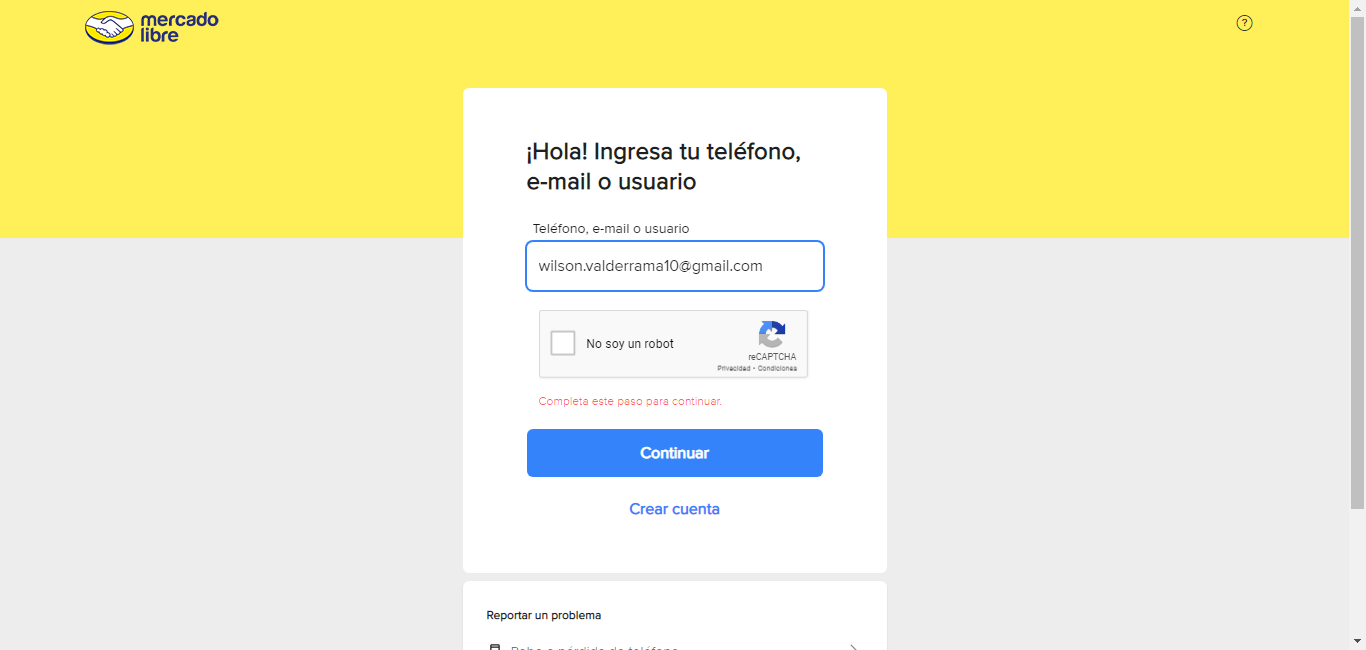 mercado
libre
?
¡Hola! Ingresa tu teléfono,
e-mail o usuario
Teléfono, e-mail o usuario
wilson.valderrama10@gmail.com
No soy un robot
reCAPTCHA
Privacidad - Condiciones
Completa este paso para continuar.
Continuar
Crear cuenta
Reportar un problema
Robo o pérdida de teléfono